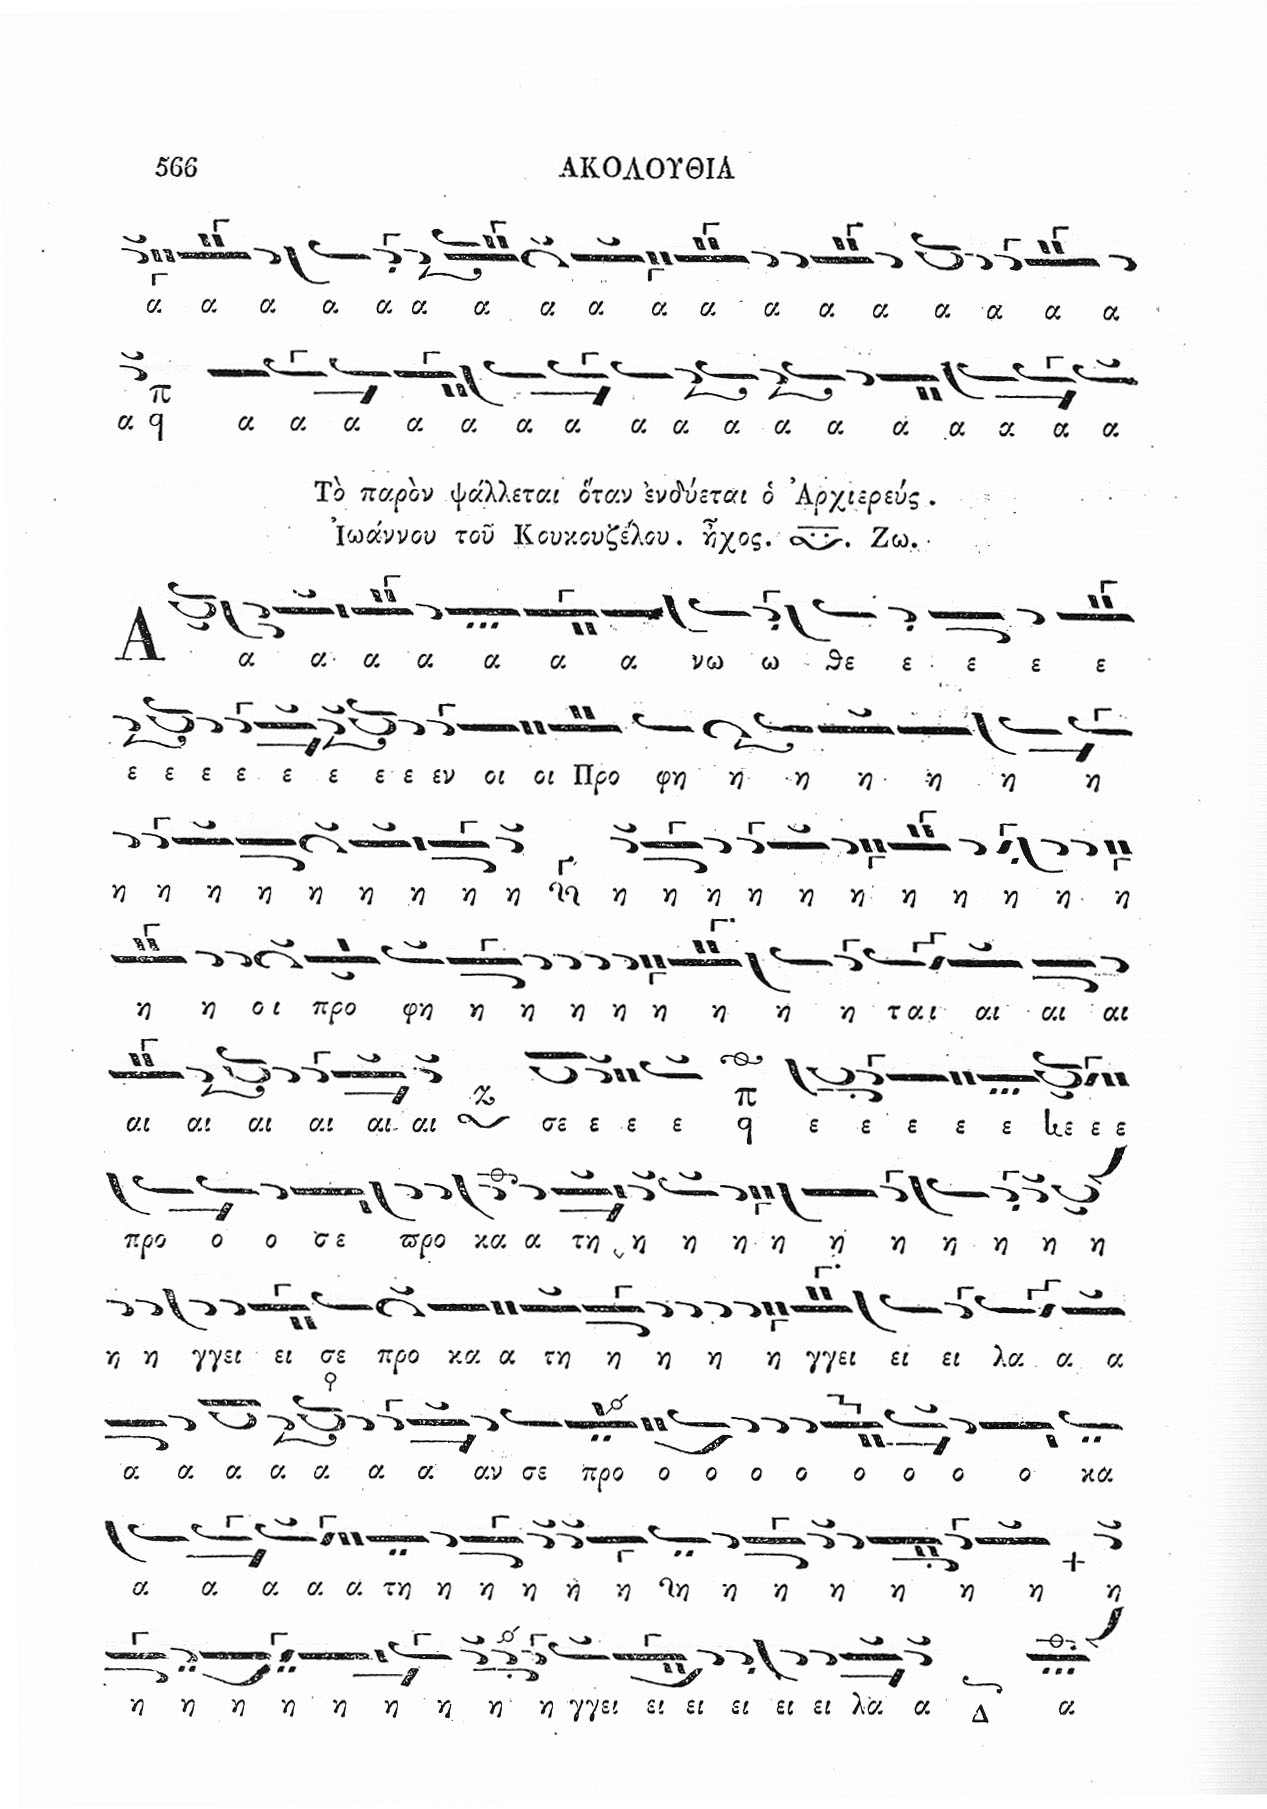 566 ΑΚΟΛΟΥΘΙΑ
α α α α α α α α α α α α α α α α α α
α π q α α α α α α α α α α α α α α α α α
Τὸ παρὸν ψάλλεται ὅταν ἐνδύεται ὁ Ἀρχιερεύς.
Ἰωάννου τοῦ Κουκουζέλου. ἦχος. Ζω.
Α α α α α α α α νω ω θε ε ε ε ε
ε ε ε ε ε ε ε ε εν οι οι Προ φη η η η η η η
η η η η η η η η η η η η η η η η η η η η
η η οι προ φη η η η η η η η η ται αι αι αι
αι αι αι αι αι αι σε ε ε ε π q ε ε ε ε ε κε ε ε
προ ο ο σε προ κα α τη η η η η η η η η η η
η η γγει ει σε προ κα α τη η η η η γγει ει ει λα α α
α α α α α α α αν σε προ ο ο ο ο ο ο ο ο κα
α α α α α τη η η η η η η η η η η η η η
η η η η η η η η η γγει ει ει ει ει ει λα α Δ α